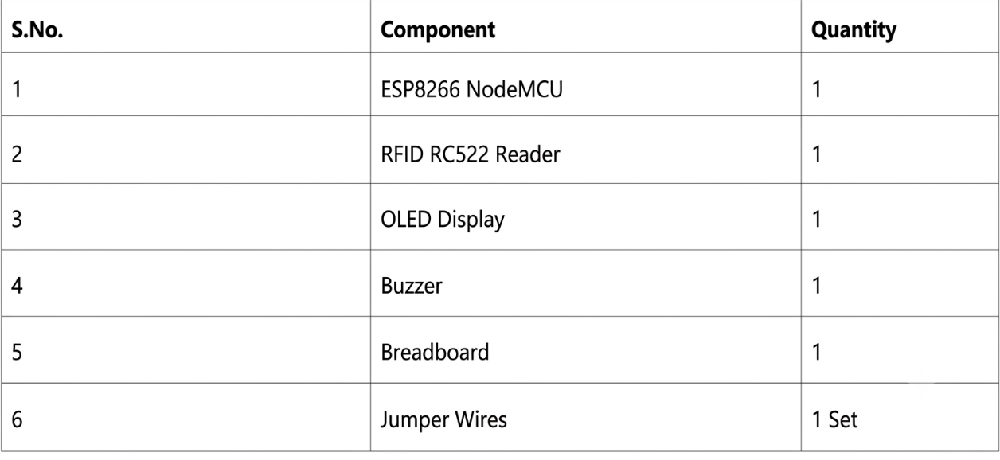 S.No. Component Quantity
1 ESP8266 NodeMCU 1
2 RFID RC522 Reader 1
3 OLED Display 1
4 Buzzer 1
5 Breadboard 1
6 Jumper Wires 1 Set